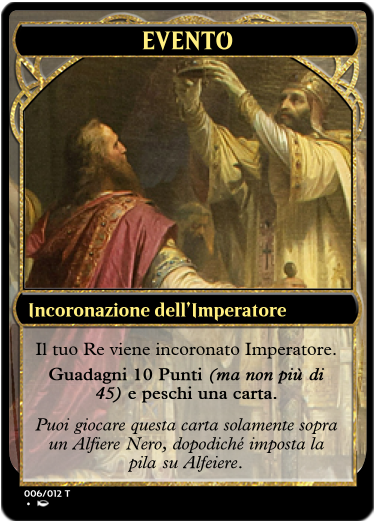 EVENTO
Incoronazione dell'Imperatore
Il tuo Re viene incoronato Imperatore.
Guadagni 10 Punti (ma non più di
45) e peschi una carta.
Puoi giocare questa carta solamente sopra
un Alfiere Nero, dopodiché imposta la
pila su Alfeiere.
006/012 T